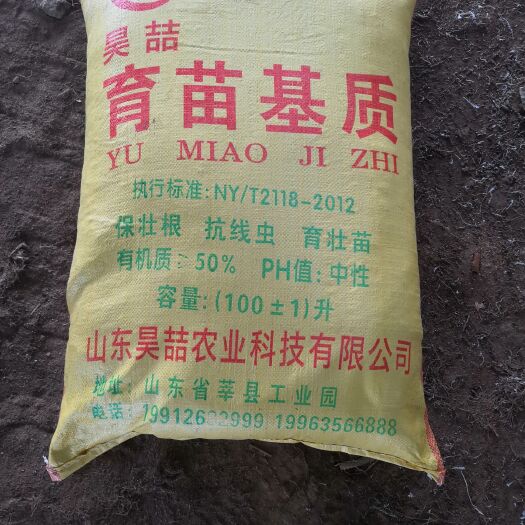 昊喆
育苗基质
YU MIAO JI ZHI
执行标准:NY/T2118-2012
保壮根 抗线虫 育壮苗
有机质≥50% PH值:中性
容量:(100±1)升
山东昊喆农业科技有限公司
地址:山东省莘县工业园
电话: 19963566888